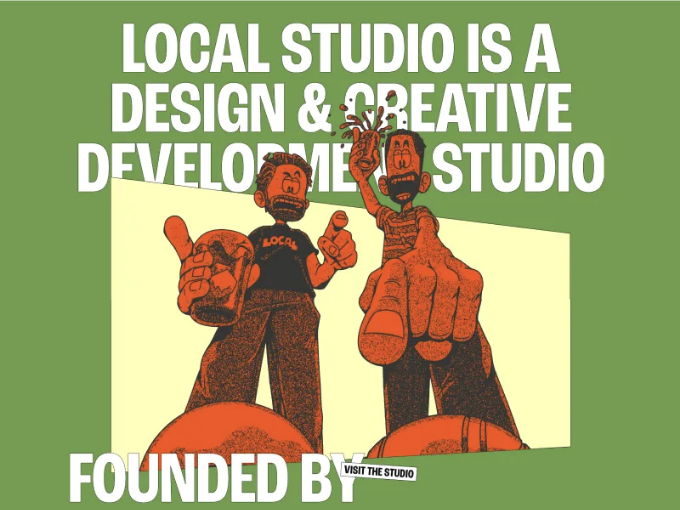 LOCAL STUDIO IS A
DESIGN & CREATIVE
DEVELOPMENT STUDIO
LOCAL
FOUNDED BY
VISIT THE STUDIO